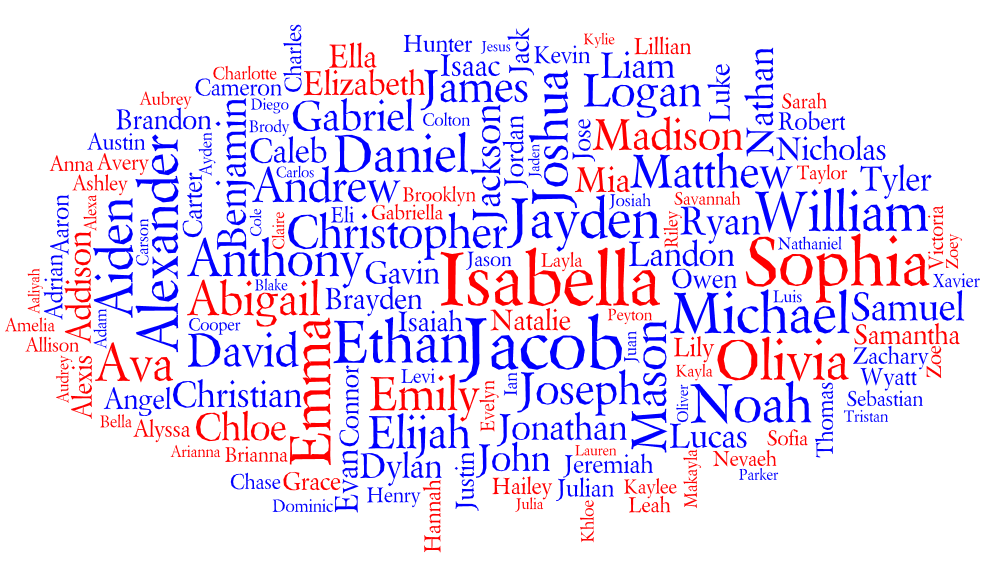 Charles
Ella
Hunter
Jesus
Jack
Kevin
Kylie
Lillian
Charlotte
Cameron
Elizabeth
Isaac
James
Joshua
Liam
Logan
Luke
Nathan
Aubrey
Brandon
Diego
Gabriel
Colton
Jackson
Jordan
Jose
Madison
Sarah
Robert
Austin
Benjamin
Brody
Ayden
Caleb
Daniel
Jaden
Nicholas
Anna
Avery
Alexander
Carlos
Andrew
Brooklyn
Mia
Matthew
Taylor
Tyler
Ashley
Alexa
Aiden
Carter
Cole
Claire
Eli
Gabriella
Josiah
Savannah
Aaron
Carson
Christopher
Jayden
Riley
Ryan
William
Victoria
Zoey
Adrian
Addison
Anthony
Gavin
Jason
Layla
Landon
Nathaniel
Sophia
Aaliyah
Blake
Isabella
Owen
Xavier
Abigail
Brayden
Luis
Amelia
Adam
Cooper
Isaiah
Natalie
Peyton
Michael
Samuel
Allison
David
Emma
Ethan
Jacob
Juan
Mason
Lily
Samantha
Audrey
Alexis
Ava
Levi
Ian
Kayla
Olivia
Zachary
Zoe
Angel
Christian
Connor
Emily
Evelyn
Joseph
Oliver
Noah
Wyatt
Thomas
Sebastian
Tristan
Bella
Alyssa
Chloe
Elijah
Jonathan
Lucas
Sofia
Arianna
Brianna
Evan
Dylan
Justin
John
Lauren
Jeremiah
Makayla
Nevaeh
Parker
Chase
Grace
Henry
Hannah
Hailey
Julian
Kaylee
Dominic
Julia
Khloe
Leah